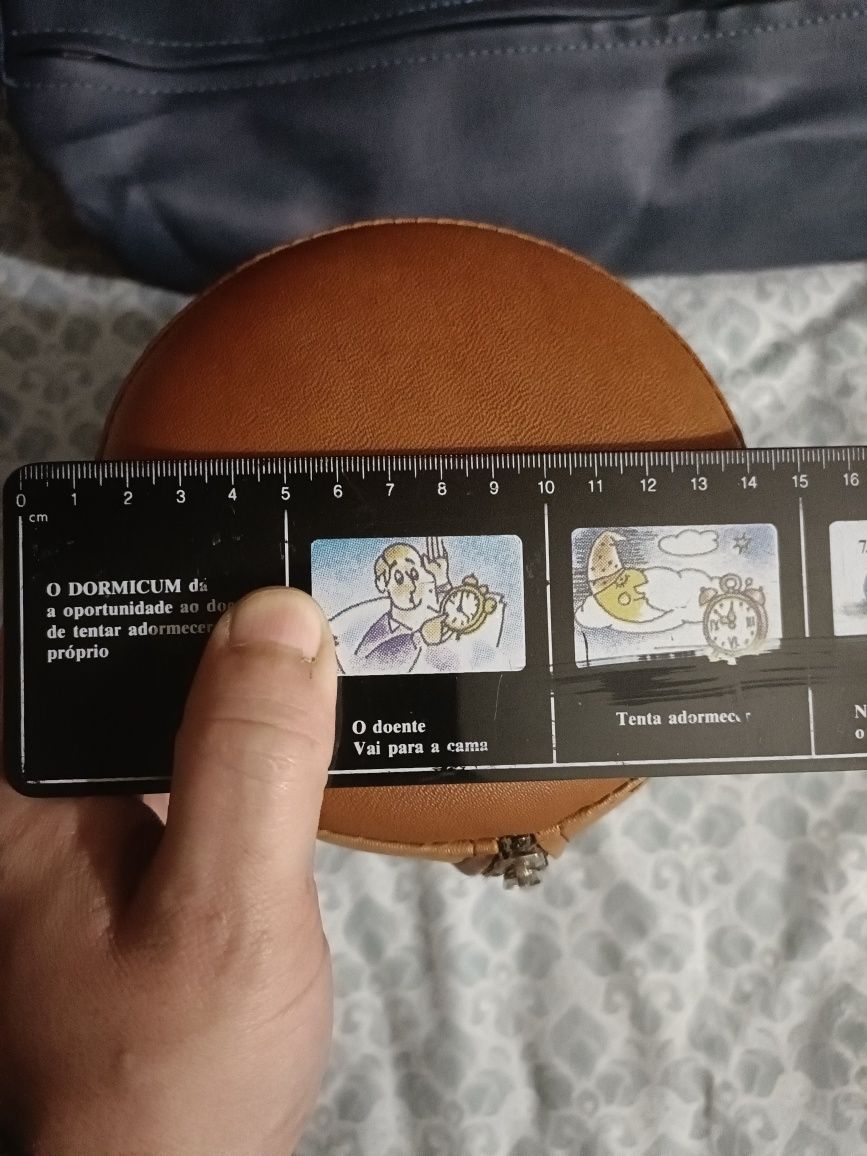 0 1 2 3 4 5 6 7 8 9 10 11 12 13 14 15 16
cm
O DORMICUM dá
a oportunidade ao
de tentar adormecer
próprio
O doente
Vai para a cama
Tenta adormecer
N
o
7